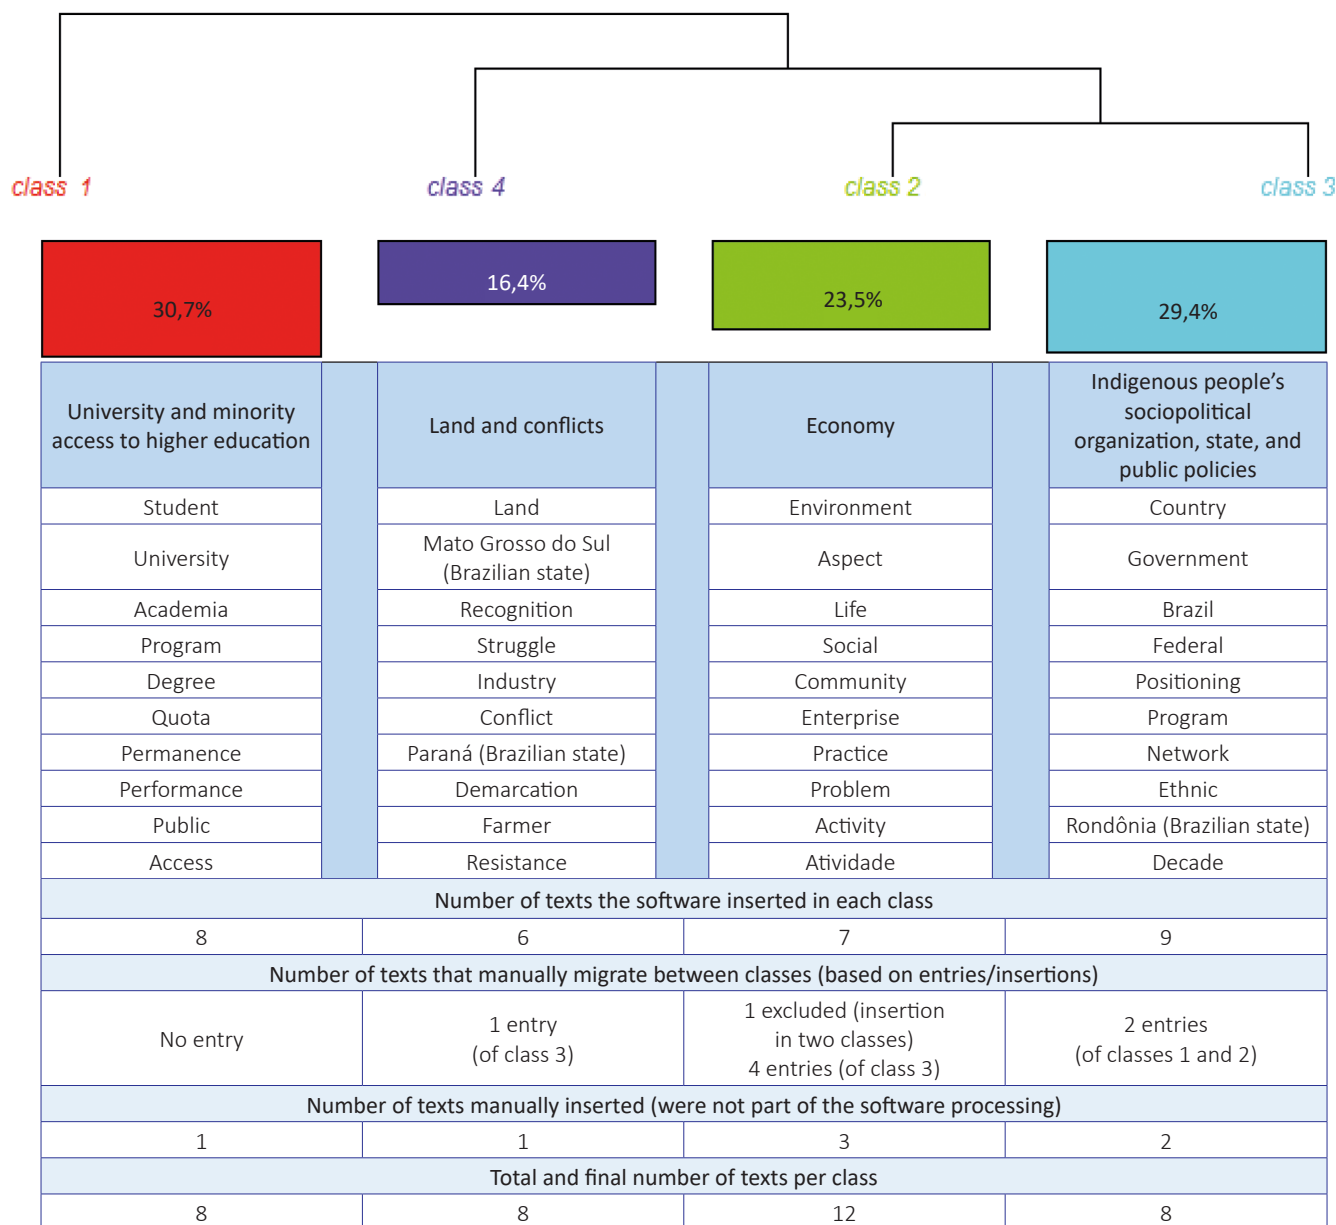 class 1
class 4
class 2
class 3
30,7%
16,4%
23,5%
29,4%
University and minority
access to higher education
Land and conflicts
Economy
Indigenous people’s
sociopolitical
organization, state, and
public policies
Student
Land
Environment
Country
University
Mato Grosso do Sul
(Brazilian state)
Aspect
Government
Academia
Recognition
Life
Brazil
Program
Struggle
Social
Federal
Degree
Industry
Community
Positioning
Quota
Conflict
Enterprise
Program
Permanence
Paraná (Brazilian state)
Practice
Network
Performance
Demarcation
Problem
Ethnic
Public
Farmer
Activity
Rondônia (Brazilian state)
Access
Resistance
Atividade
Decade
Number of texts the software inserted in each class
8
6
7
9
Number of texts that manually migrate between classes (based on entries/insertions)
No entry
1 entry
(of class 3)
1 excluded (insertion
in two classes)
4 entries (of class 3)
2 entries
(of classes 1 and 2)
Number of texts manually inserted (were not part of the software processing)
1
1
3
2
Total and final number of texts per class
8
8
12
8